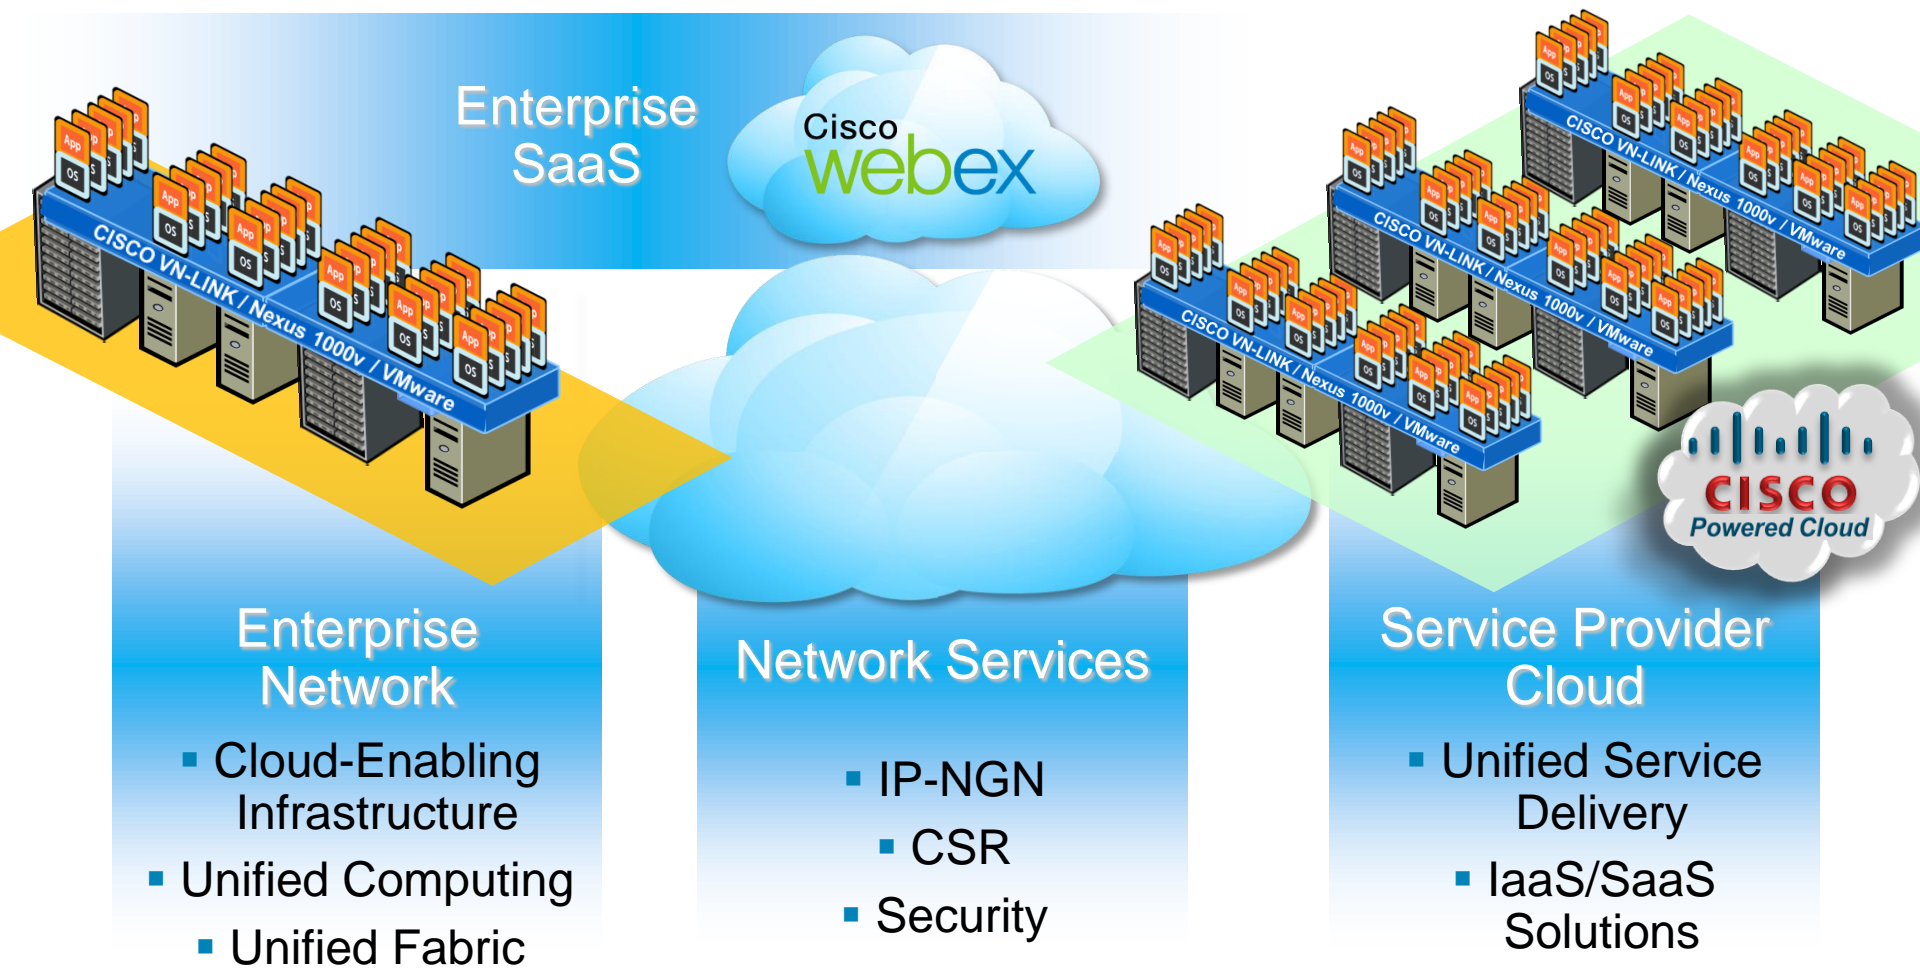 Enterprise
SaaS
Cisco
webex
CISCO VN-LINK / Nexus 1000v / VMware
CISCO VN-LINK / Nexus 1000v / VMware
CISCO VN-LINK / Nexus 1000v / VMware
CISCO VN-LINK / Nexus 1000v / VMware
App
OS
CISCO
Powered Cloud
Enterprise
Network
▪ Cloud-Enabling
Infrastructure
▪ Unified Computing
▪ Unified Fabric
Network Services
▪ IP-NGN
▪ CSR
▪ Security
Service Provider
Cloud
▪ Unified Service
Delivery
▪ IaaS/SaaS
Solutions